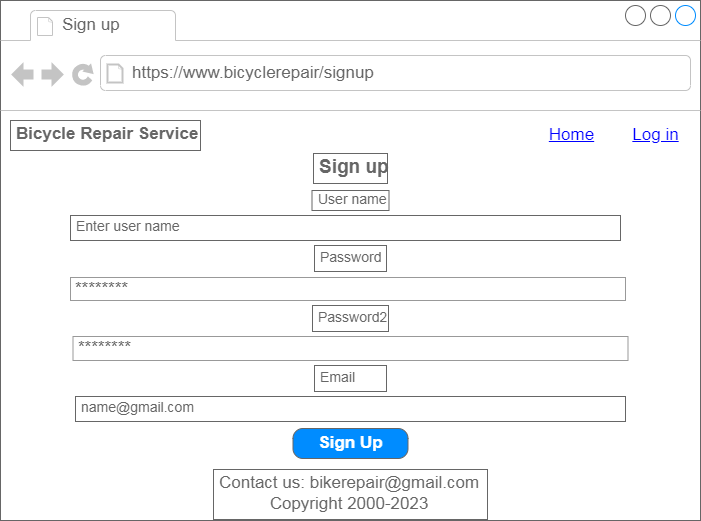 Sign up
https://www.bicyclerepair/signup
Bicycle Repair Service
Home
Log in
Sign up
User name
Enter user name
Password
********
Password2
********
Email
name@gmail.com
Sign Up
Contact us: bikerepair@gmail.com
Copyright 2000-2023